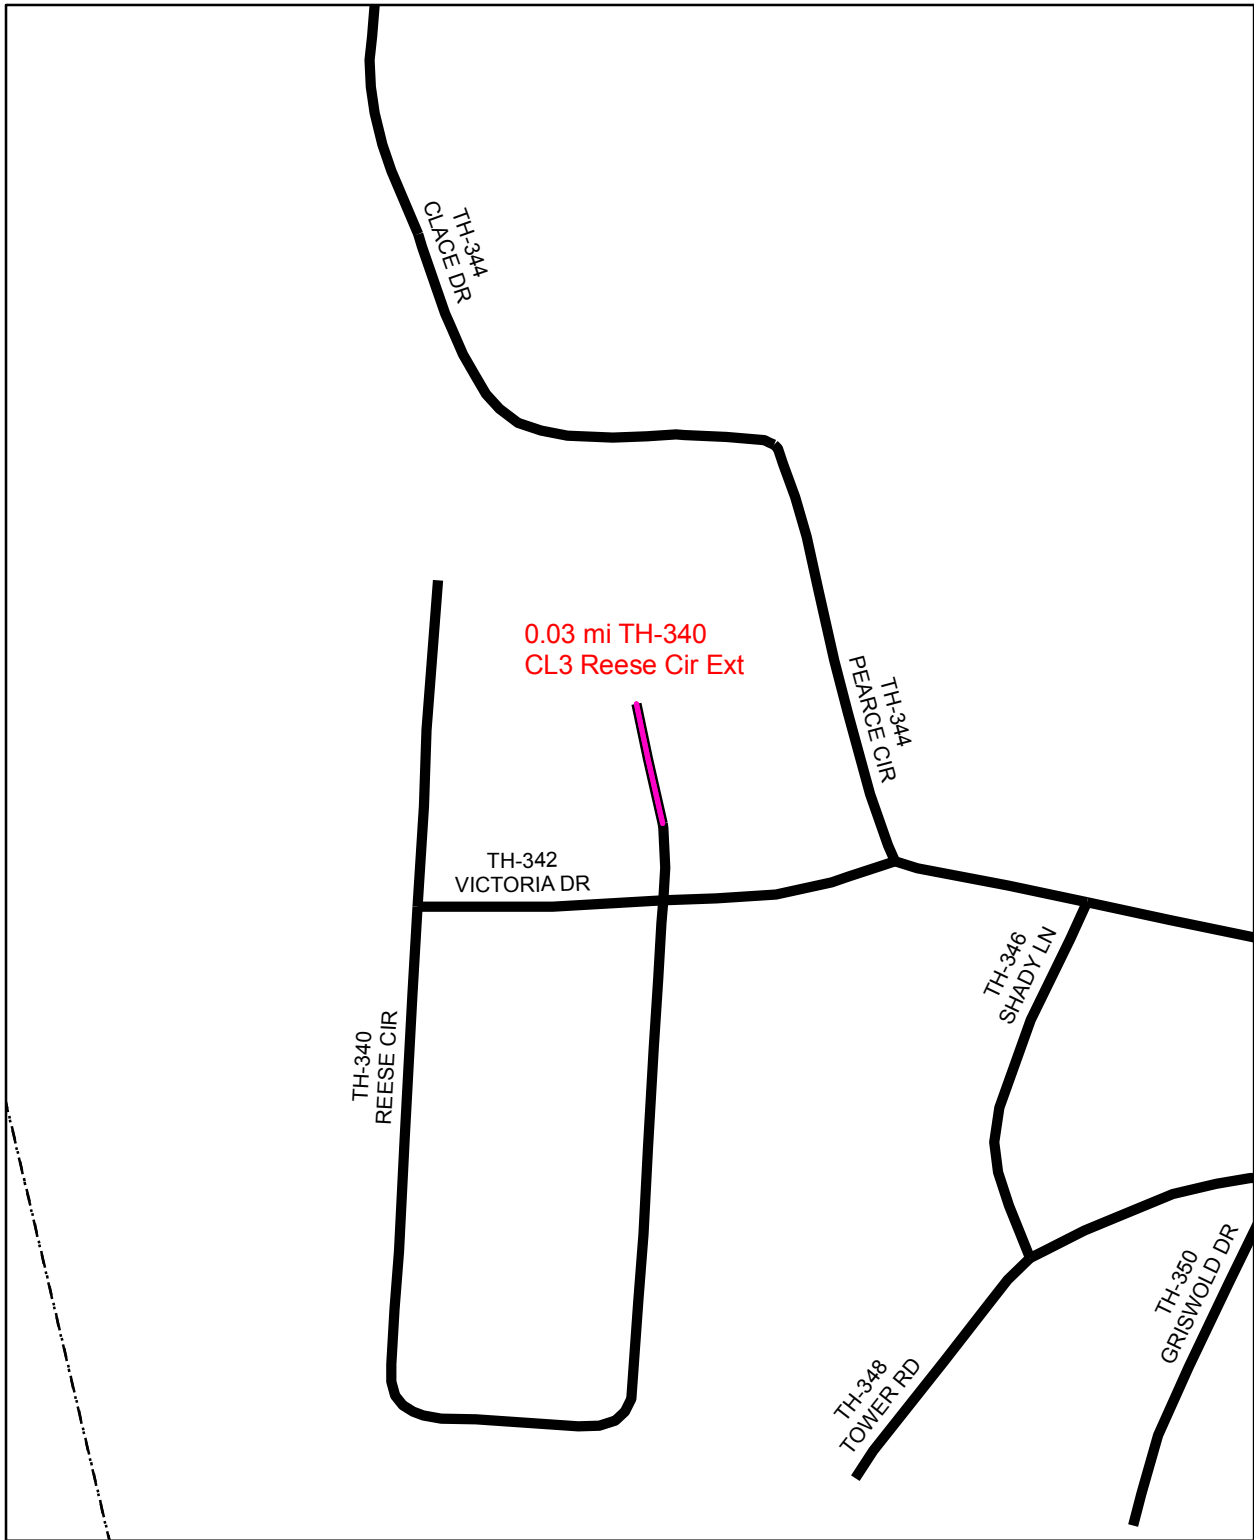 TH-344
CLACE DR
0.03 mi TH-340
CL3 Reese Cir Ext
TH-344
PEARCE CIR
TH-342
VICTORIA DR
TH-346
SHADY LN
TH-340
REESE CIR
TH-350
GRISWOLD DR
TH-348
TOWER RD